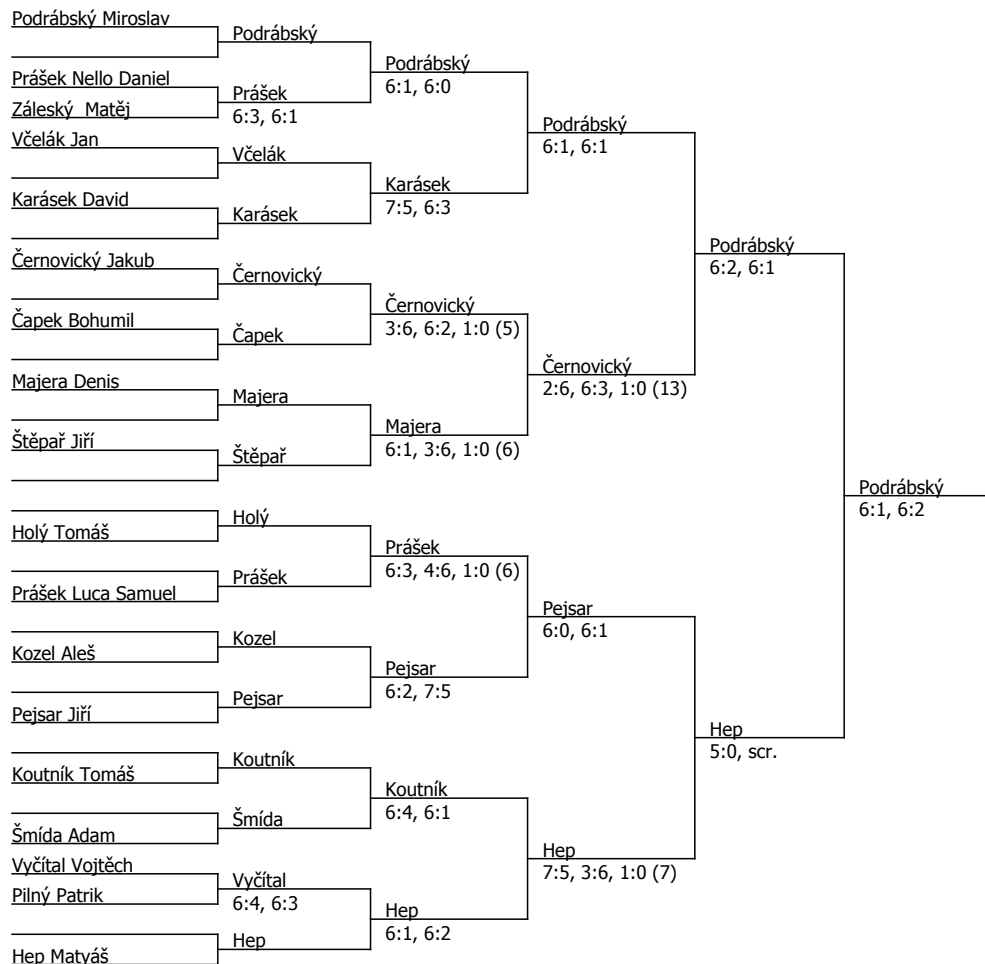 Podrábský Miroslav
Prášek Nello Daniel
Záleský  Matěj
Včelák Jan
Karásek David
Černovický Jakub
Čapek Bohumil
Majera Denis
Štěpař Jiří
Holý Tomáš
Prášek Luca Samuel
Kozel Aleš
Pejsar Jiří
Koutník Tomáš
Šmída Adam
Vyčítal Vojtěch
Pilný Patrik
Hep Matyáš
Podrábský
Prášek
6:3, 6:1
Včelák
Karásek
Černovický
Čapek
Majera
Štěpař
Holý
Prášek
Kozel
Pejsar
Koutník
Šmída
Vyčítal
6:4, 6:3
Hep
Podrábský
6:1, 6:0
Karásek
7:5, 6:3
Černovický
3:6, 6:2, 1:0 (5)
Majera
6:1, 3:6, 1:0 (6)
Prášek
6:3, 4:6, 1:0 (6)
Pejsar
6:2, 7:5
Koutník
6:4, 6:1
Hep
6:1, 6:2
Podrábský
6:1, 6:1
Černovický
2:6, 6:3, 1:0 (13)
Pejsar
6:0, 6:1
Hep
7:5, 3:6, 1:0 (7)
Podrábský
6:2, 6:1
Hep
5:0, scr.
Podrábský
6:1, 6:2